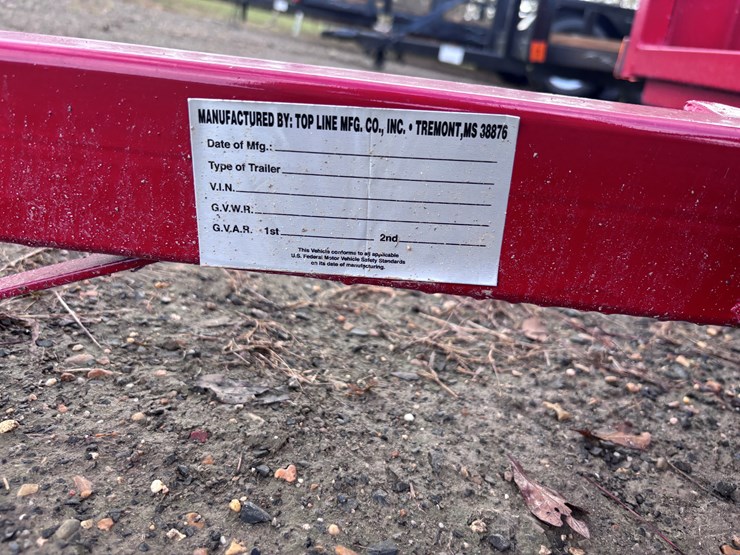 MANUFACTURED BY: TOP LINE MFG. CO., INC. • TREMONT, MS 38876
Date of Mfg.:
Type of Trailer
V.I.N.
G.V.W.R.
G.V.A.R. 1st 2nd
This Vehicle conforms to all applicable
U.S. Federal Motor Vehicle Safety Standards
on its date of manufacturing.